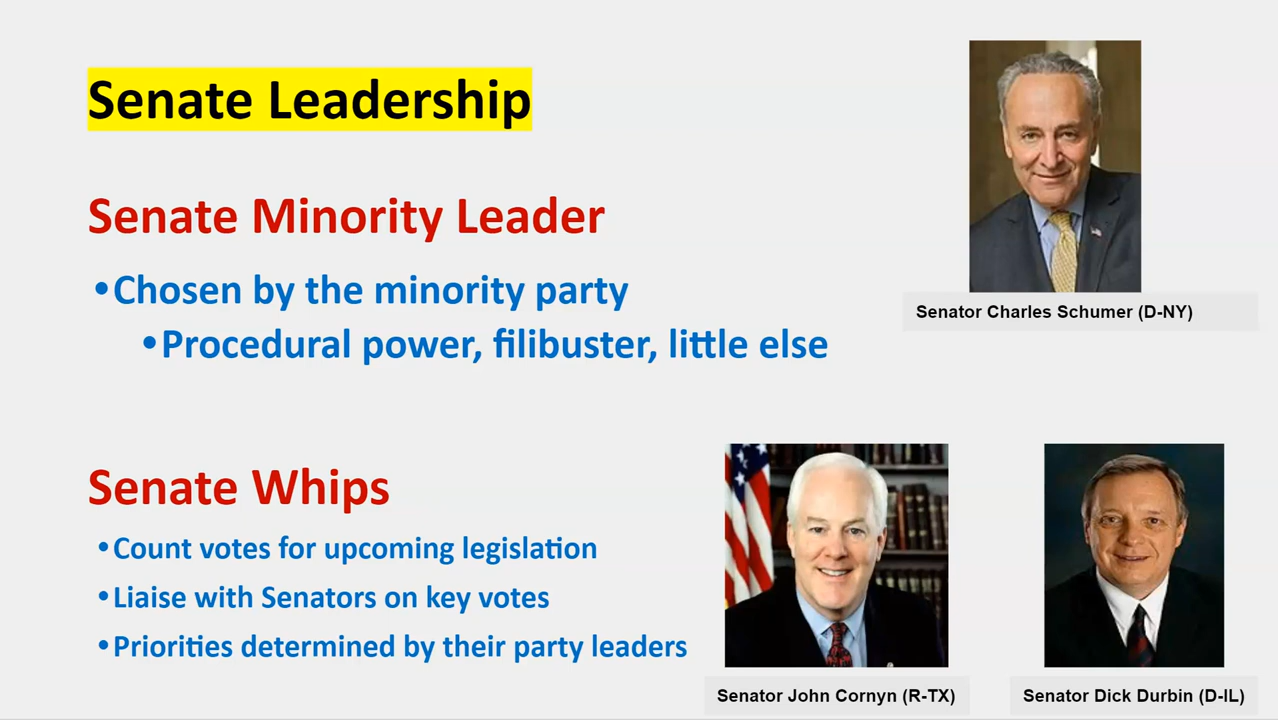 Senate Leadership
Senate Minority Leader
•Chosen by the minority party
•Procedural power, filibuster, little else
Senator Charles Schumer (D-NY)
Senate Whips
•Count votes for upcoming legislation
•Liaise with Senators on key votes
•Priorities determined by their party leaders
Senator John Cornyn (R-TX)
Senator Dick Durbin (D-IL)